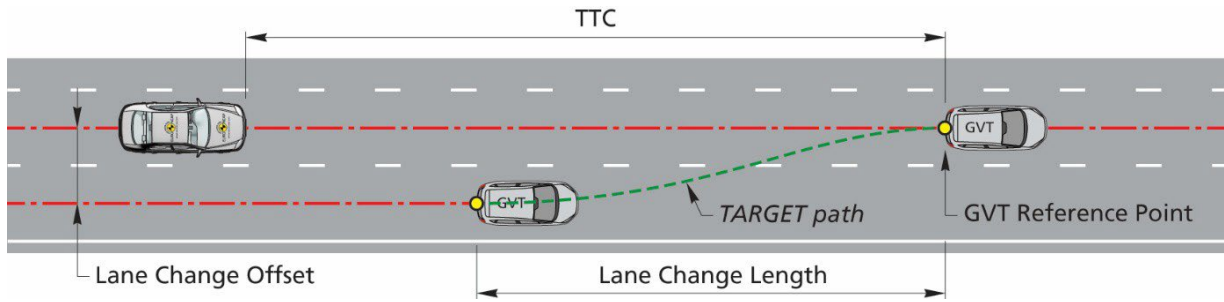 TTC
GVT
GVT
TARGET path
GVT Reference Point
Lane Change Offset
Lane Change Length